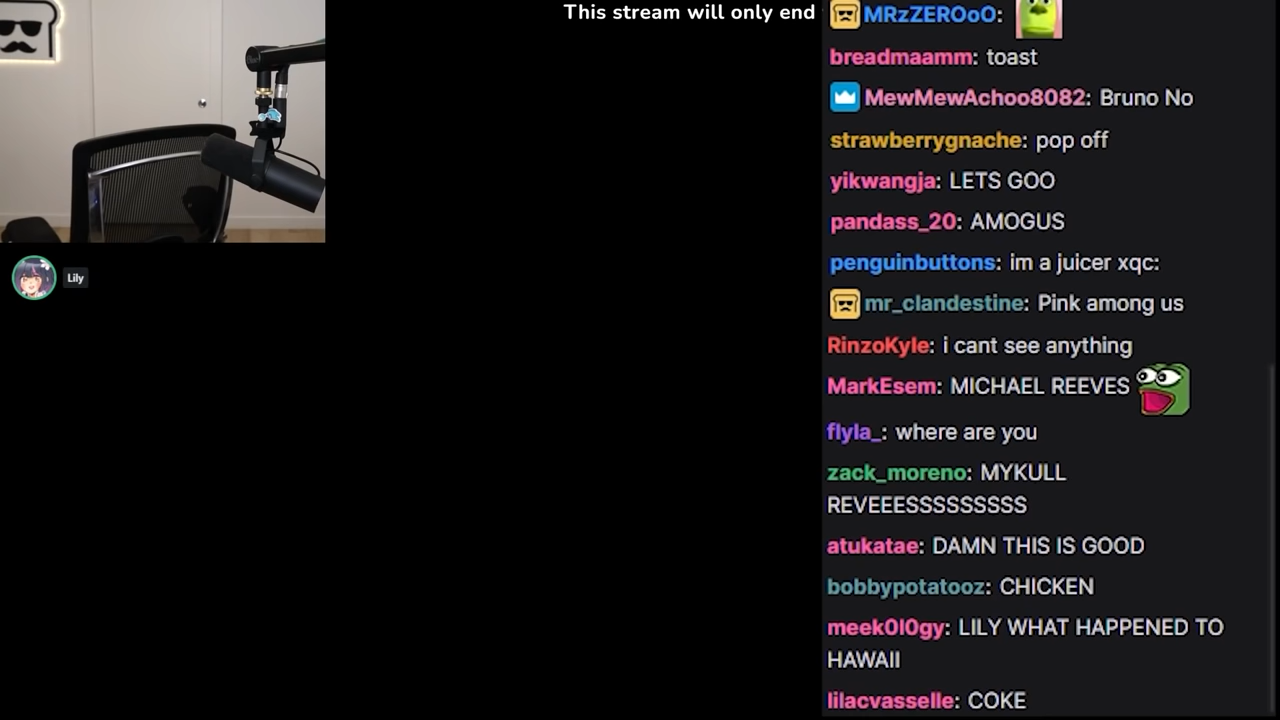 This stream will only end
MRzZEROoO:
breadmaamm: toast
MewMewAchoo8082: Bruno No
strawberrygnache: pop off
yikwangja: LETS GOO
pandass_20: AMOGUS
penguinbuttons: im a juicer xqc:
mr_clandestine: Pink among us
RinzoKyle: i cant see anything
MarkEsem: MICHAEL REEVES
flyla_: where are you
zack_moreno: MYKULL
REVEEESSSSSSSSS
atukatae: DAMN THIS IS GOOD
bobbypotatooz: CHICKEN
meek0l0gy: LILY WHAT HAPPENED TO
HAWAII
lilacvasselle: COKE
Lily